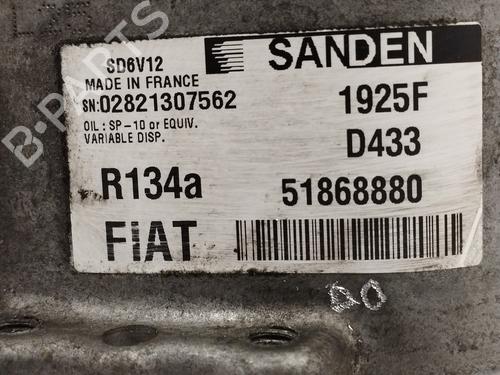 SD6V12
SANDEN
MADE IN FRANCE
SN:02821307562
1925F
OIL : SP-10 or EQUIV.
VARIABLE DISP.
D433
R134a
51868880
FIAT
B-PARTS